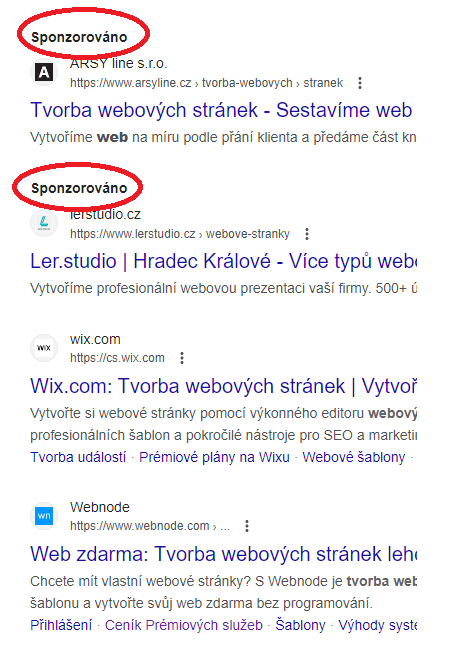 Sponzorováno
ARSY line s.r.o.
A
https://www.arsyline.cz › tvorba-webovych › stranek
Tvorba webových stránek - Sestavíme web
Vytvoříme web na míru podle přání klienta a předáme část kn
Sponzorováno
lerstudio.cz
https://www.lerstudio.cz › webove-stranky
Ler.studio | Hradec Králové - Více typů webo
Vytvoříme profesionální webovou prezentaci vaší firmy. 500+ ú
wix.com
WIX
https://cs.wix.com
Wix.com: Tvorba webových stránek | Vytvoř
Vytvořte si webové stránky pomocí výkonného editoru webový
profesionálních šablon a pokročilé nástroje pro SEO a marketi
Tvorba událostí · Prémiové plány na Wixu · Webové šablony ·
Webnode
wn
https://www.webnode.com › ...
Web zdarma: Tvorba webových stránek leho
Chcete mít vlastní webové stránky? S Webnode je tvorba web
šablonu a vytvořte svůj web zdarma bez programování.
Přihlášení · Ceník Prémiových služeb · Šablony · Výhody systé